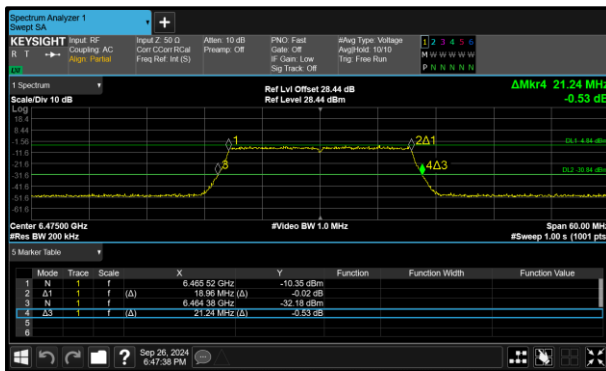 Spectrum Analyzer 1
Swept SA
+
KEYSIGHT Input: RF Input Z: 50 Ω Atten: 10 dB PNO: Fast #Avg Type: Voltage 1 2 3 4 5 6
R T Coupling: AC Corr CCorr RCal Preamp: Off Gate: Off Avg|Hold: 10/10 M W W W W W
Align: Partial Freq Ref: Int (S) IF Gain: Low Trig: Free Run P N N N N N
Sig Track: Off
1 Spectrum Ref Lvl Offset 28.44 dB ΔMkr4 21.24 MHz
Scale/Div 10 dB Ref Level 28.44 dBm -0.53 dB
Log
18.4
8.44
-1.56 1 2Δ1 DL1 -4.84 dBm
-11.6
-21.6 3 4Δ3
-31.6 DL2 -30.84 dBm
-41.6
-51.6
-61.6
Center 6.47500 GHz #Video BW 1.0 MHz Span 60.00 MHz
#Res BW 200 kHz #Sweep 1.00 s (1001 pts)
5 Marker Table
Mode Trace Scale X Y Function Function Width Function Value
1 N 1 f 6.465 52 GHz -10.35 dBm
2 Δ1 1 f (Δ) 18.96 MHz (Δ) -0.02 dB
3 N 1 f 6.464 38 GHz -32.18 dBm
4 Δ3 1 f (Δ) 21.24 MHz (Δ) -0.53 dB
5
6
? Sep 26, 2024
6:47:38 PM